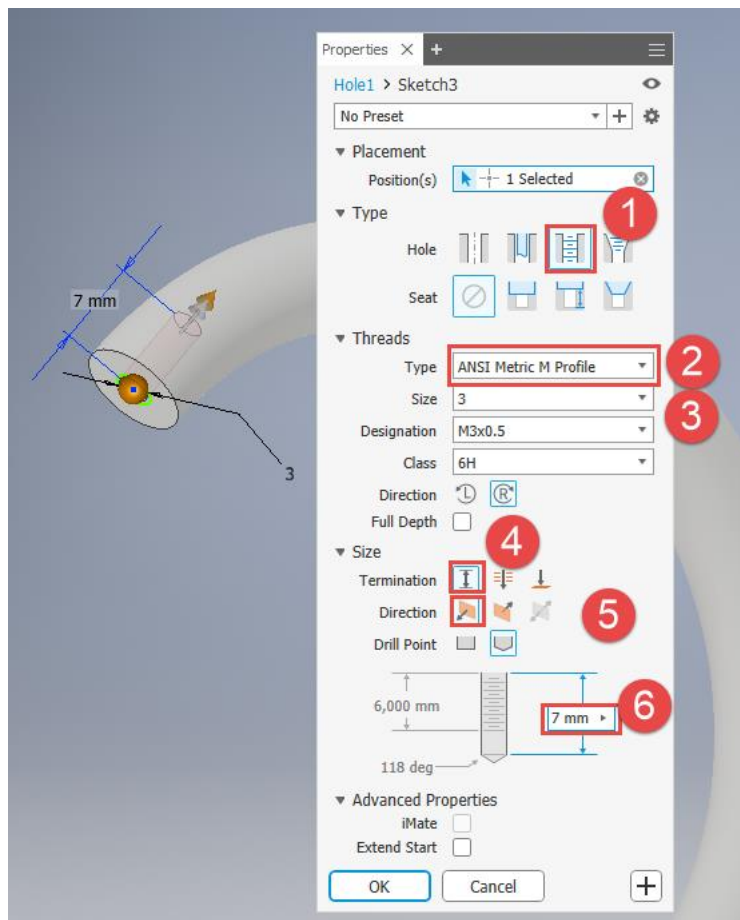 Properties × +
Hole1 > Sketch3
No Preset
Placement
Position(s) 1 Selected
1
Type
Hole
7 mm
Seat
Threads
Type ANSI Metric M Profile
2
Size 3
3
Designation M3x0.5
Class 6H
3
Direction L R
Full Depth
4
Size
Termination
Direction
5
Drill Point
6,000 mm
7 mm
6
118 deg
Advanced Properties
iMate
Extend Start
OK Cancel +